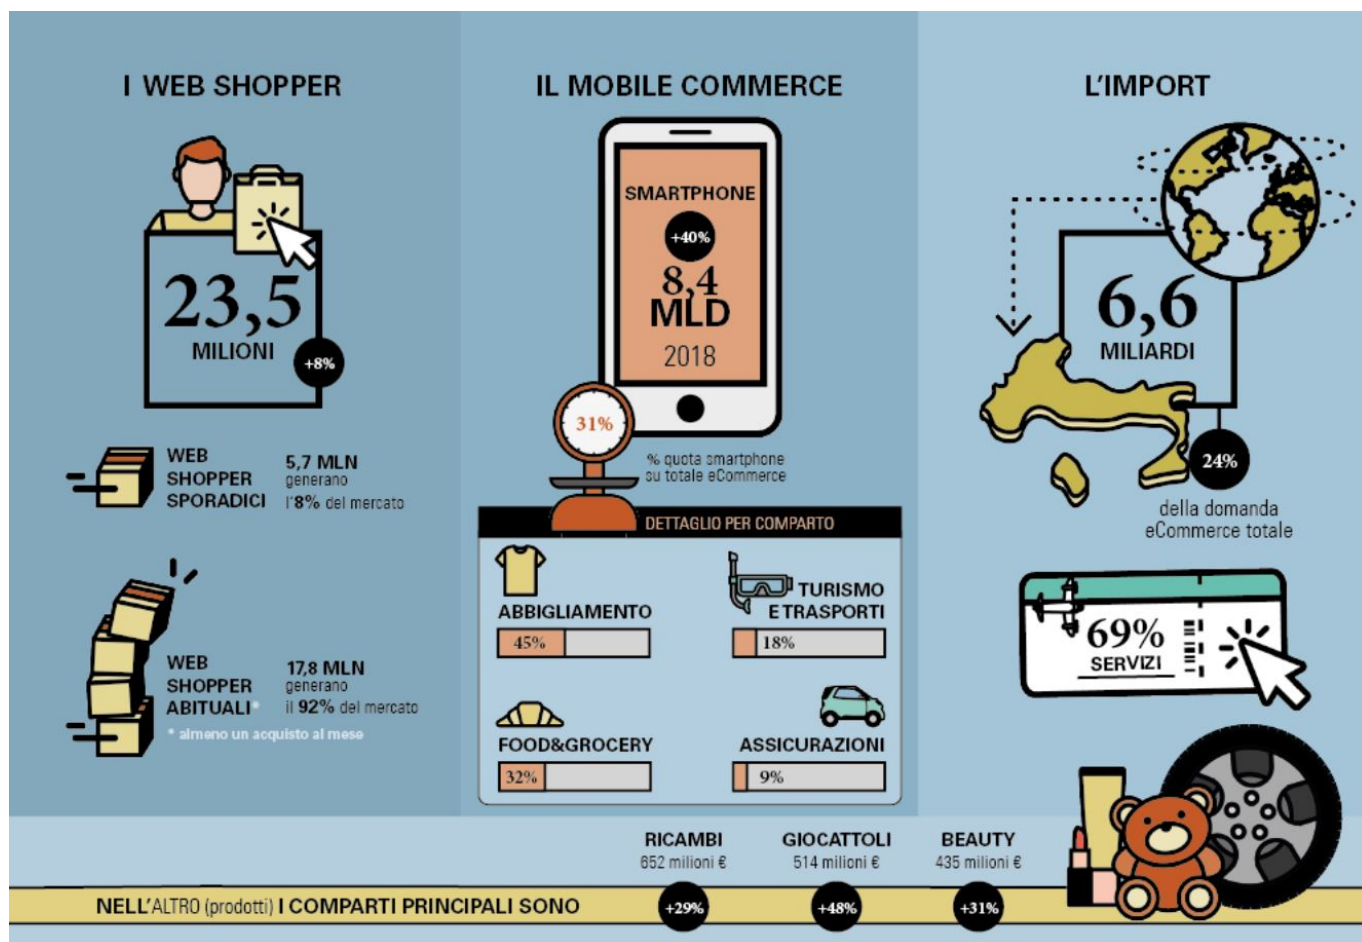 I WEB SHOPPER
23,5
MILIONI
+8%
WEB
SHOPPER
SPORADICI
5,7 MLN
generano
l'8% del mercato
WEB
SHOPPER
ABITUALI*
17,8 MLN
generano
il 92% del mercato
* almeno un acquisto al mese
IL MOBILE COMMERCE
SMARTPHONE
+40%
8,4
MLD
2018
31%
% quota smartphone
su totale eCommerce
DETTAGLIO PER COMPARTO
ABBIGLIAMENTO
45%
TURISMO
E TRASPORTI
18%
FOOD&GROCERY
32%
ASSICURAZIONI
9%
L'IMPORT
6,6
MILIARDI
24%
della domanda
eCommerce totale
69%
SERVIZI
NELL'ALTRO (prodotti) I COMPARTI PRINCIPALI SONO
RICAMBI
652 milioni €
+29%
GIOCATTOLI
514 milioni €
+48%
BEAUTY
435 milioni €
+31%